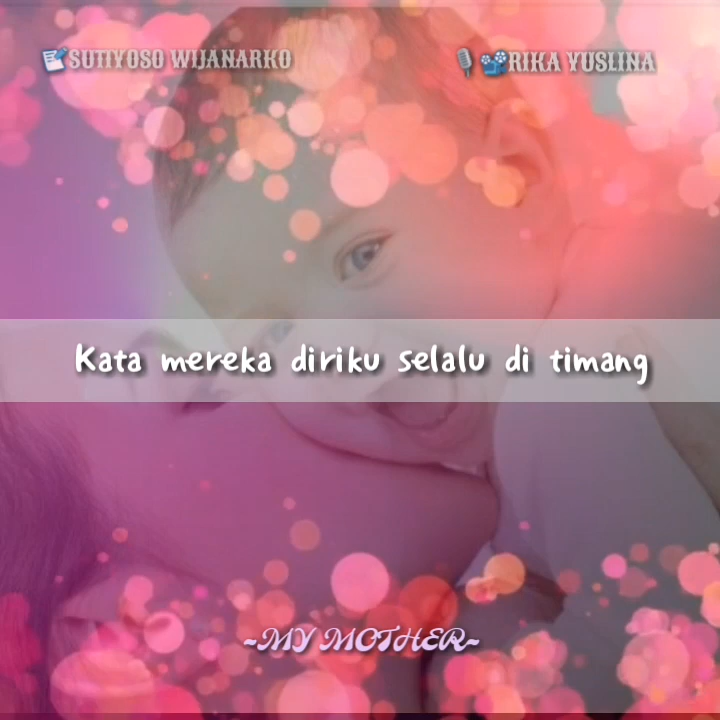 📝SUTIYOSO WIJANARKO
🎙📽RIKA YUSLINA
Kata mereka diriku selalu di timang
~MY MOTHER~